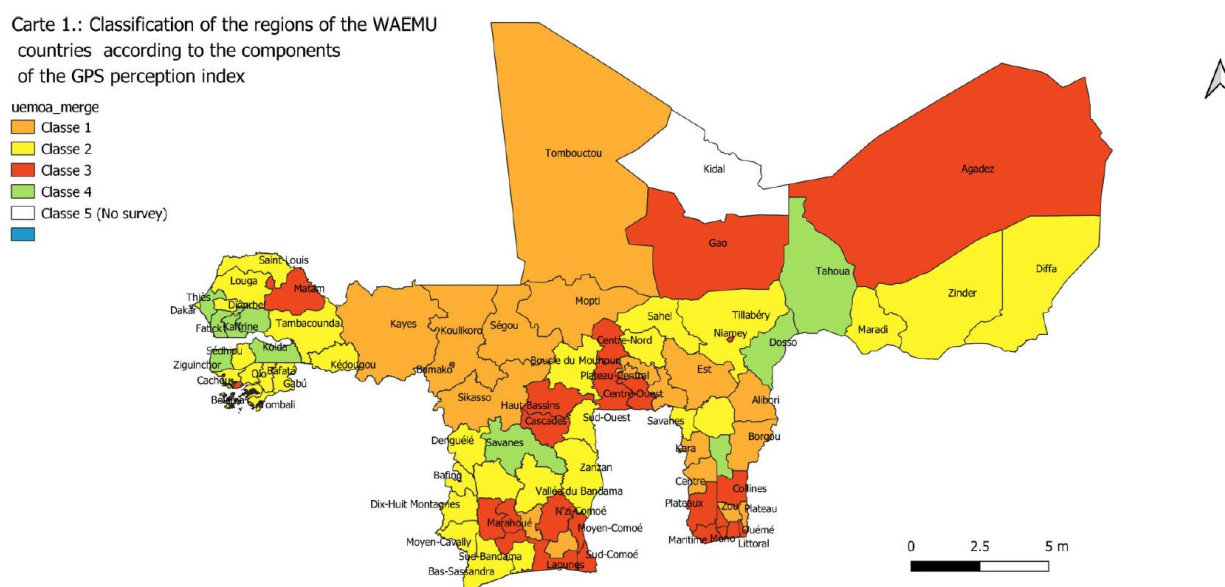 Carte 1.: Classification of the regions of the WAEMU
countries according to the components
of the GPS perception index
uemoa_merge
Classe 1
Classe 2
Classe 3
Classe 4
Classe 5 (No survey)
Tombouctou
Kidal
Agadez
Gao
Tahoua
Diffa
Zinder
Saint-Louis
Louga
Matam
Thiès
Dakar
Diourbel
Fatick
Kaffrine
Tambacounda
Mopti
Kayes
Koulikoro
Ségou
Sahel
Tillabéry
Niamey
Maradi
Dosso
Centre-Nord
Sédhiou
Kolda
Kédougou
Ziguinchor
Bamako
Boucle du Mouhoun
Plateau-Central
Est
Cacheu
Oio
Bafatá
Gabú
Bolama
Tombali
Sikasso
Haut-Bassins
Centre-Ouest
Alibori
Cascades
Sud-Ouest
Savanes
Borgou
Denguélé
Savanes
Kara
Bafing
Zanzan
Centre
Collines
Dix-Huit Montagnes
Vallée du Bandama
Plateaux
Zou
Plateau
Marahoué
N'zi-Comoé
Moyen-Comoé
Ouémé
Moyen-Cavally
Maritime
Mono
Littoral
Sud-Bandama
Sud-Comoé
Bas-Sassandra
Lagunes
0 2.5 5 m